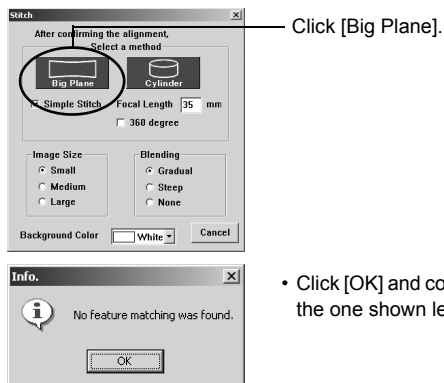 Stitch
Click [Big Plane].
After confirming the alignment,
Select a method
Big Plane Cylinder
Simple Stitch Focal Length 35 mm
360 degree
Image Size Blending
Small Gradual
Medium Steep
Large None
Background Color White Cancel
Info.
No feature matching was found.
OK
• Click [OK] and co
the one shown le